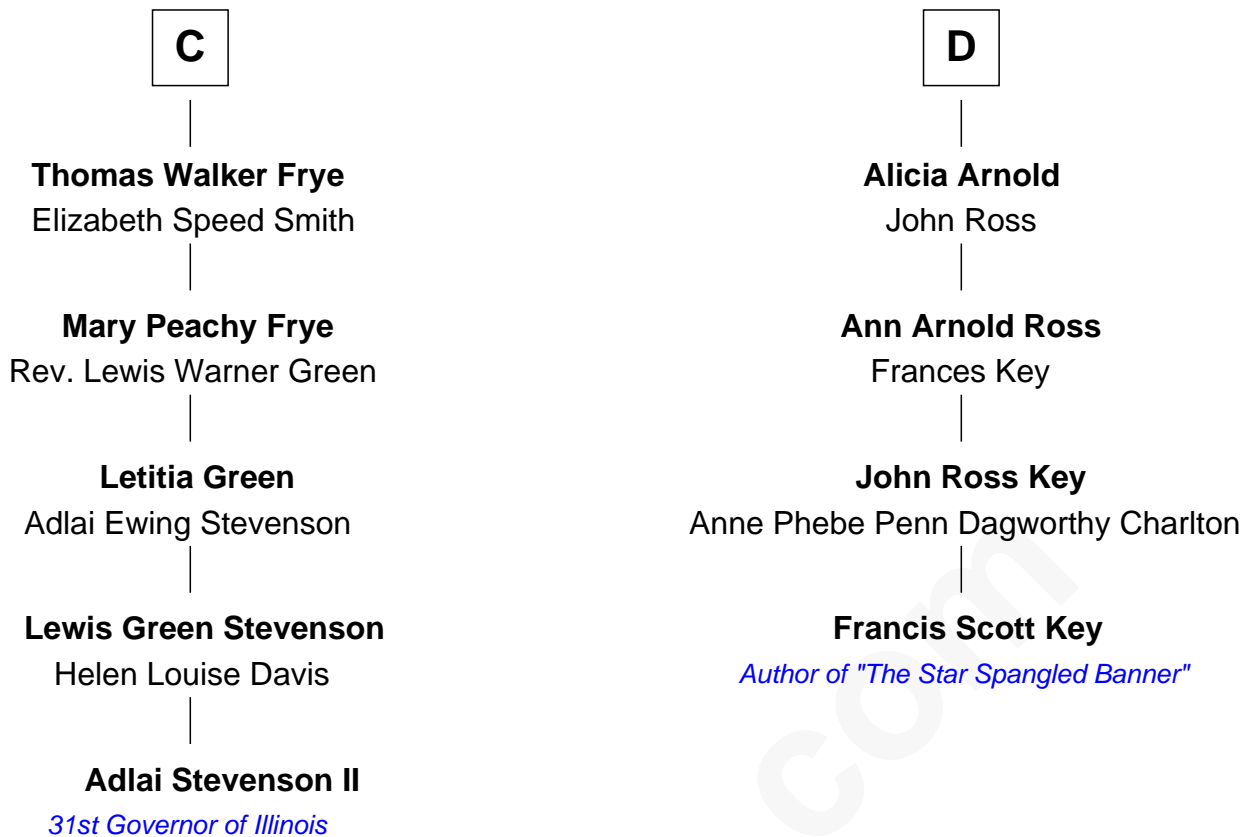 C
Thomas Walker Frye
Elizabeth Speed Smith
Mary Peachy Frye
Rev. Lewis Warner Green
Letitia Green
Adlai Ewing Stevenson
Lewis Green Stevenson
Helen Louise Davis
Adlai Stevenson II
31st Governor of Illinois
D
Alicia Arnold
John Ross
Ann Arnold Ross
Frances Key
John Ross Key
Anne Phebe Penn Dagworthy Charlton
Francis Scott Key
Author of "The Star Spangled Banner"
com